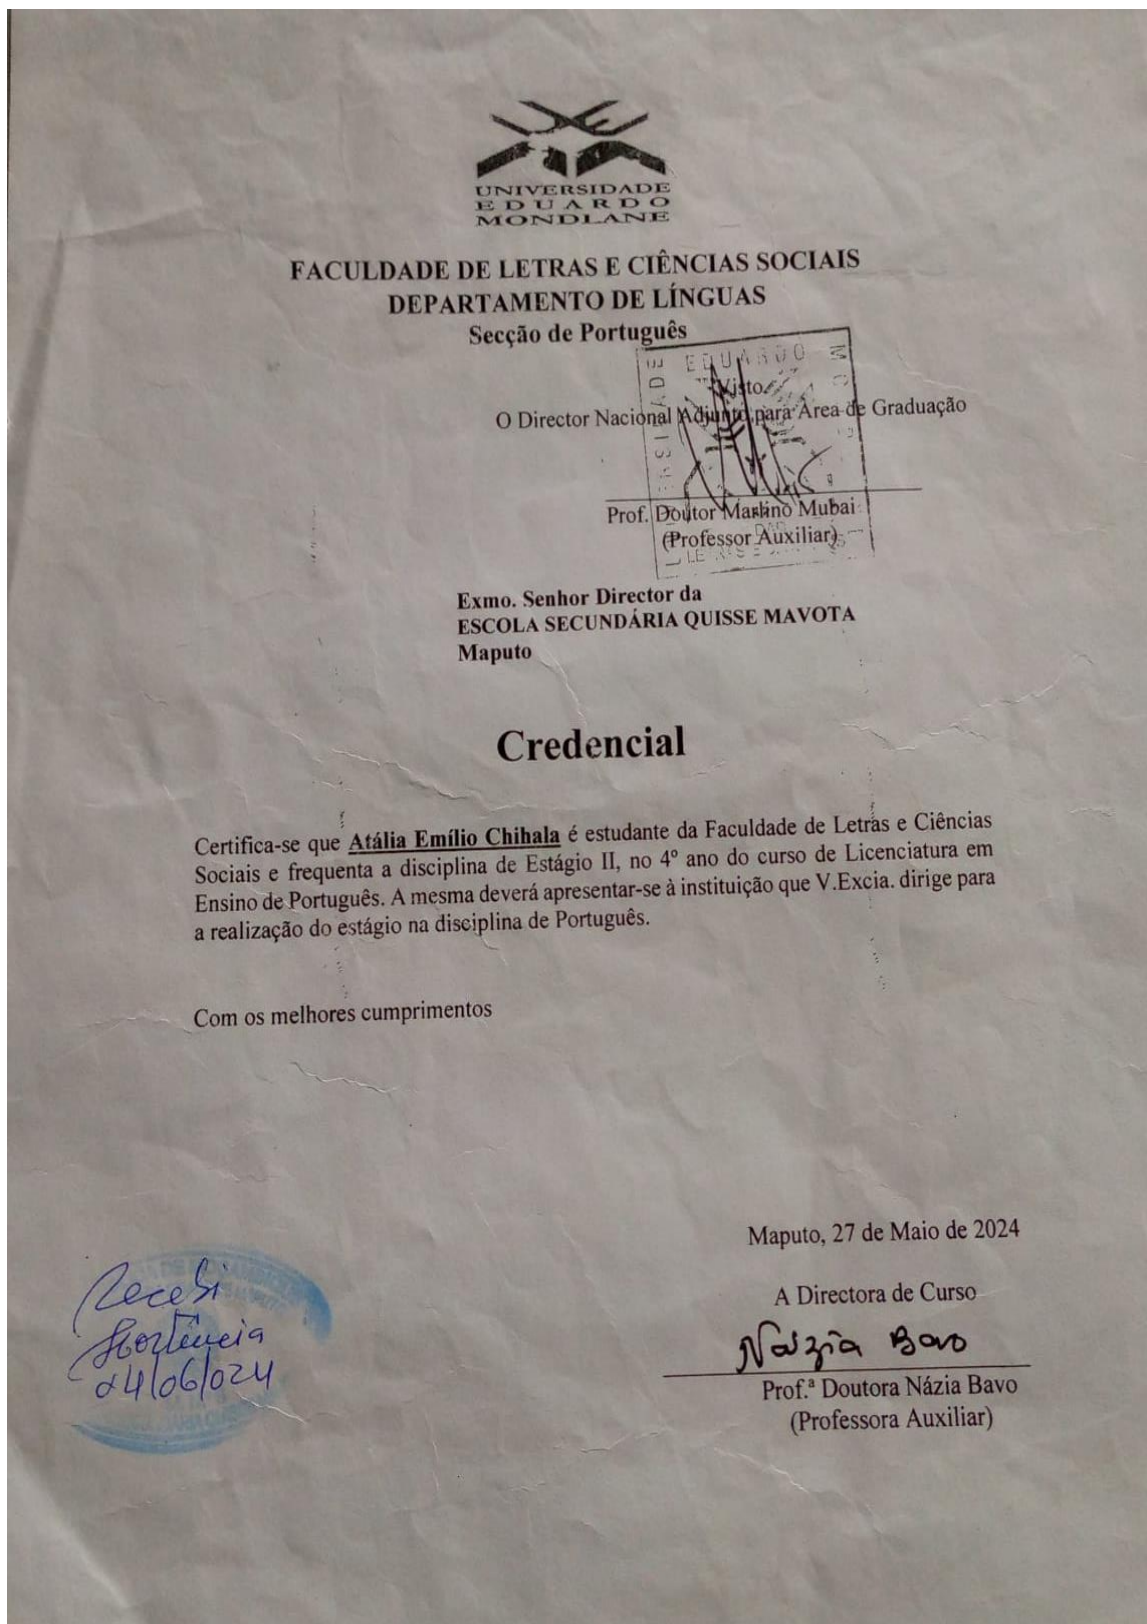 UNIVERSIDADE
EDUARDO
MONDLANE
FACULDADE DE LETRAS E CIÊNCIAS SOCIAIS
DEPARTAMENTO DE LÍNGUAS
Secção de Português
EDUARDO
Visto
O Director Nacional Adjunto para Área de Graduação
Prof. Doutor Marlino Mubai
(Professor Auxiliar)
Exmo. Senhor Director da
ESCOLA SECUNDÁRIA QUISSE MAVOTA
Maputo
Credencial
Certifica-se que Atália Emílio Chihala é estudante da Faculdade de Letras e Ciências
Sociais e frequenta a disciplina de Estágio II, no 4º ano do curso de Licenciatura em
Ensino de Português. A mesma deverá apresentar-se à instituição que V.Excia. dirige para
a realização do estágio na disciplina de Português.
Com os melhores cumprimentos
Maputo, 27 de Maio de 2024
A Directora de Curso
Názia Bavo
Prof.ª Doutora Názia Bavo
(Professora Auxiliar)
Recebi
Hortência
24/06/024